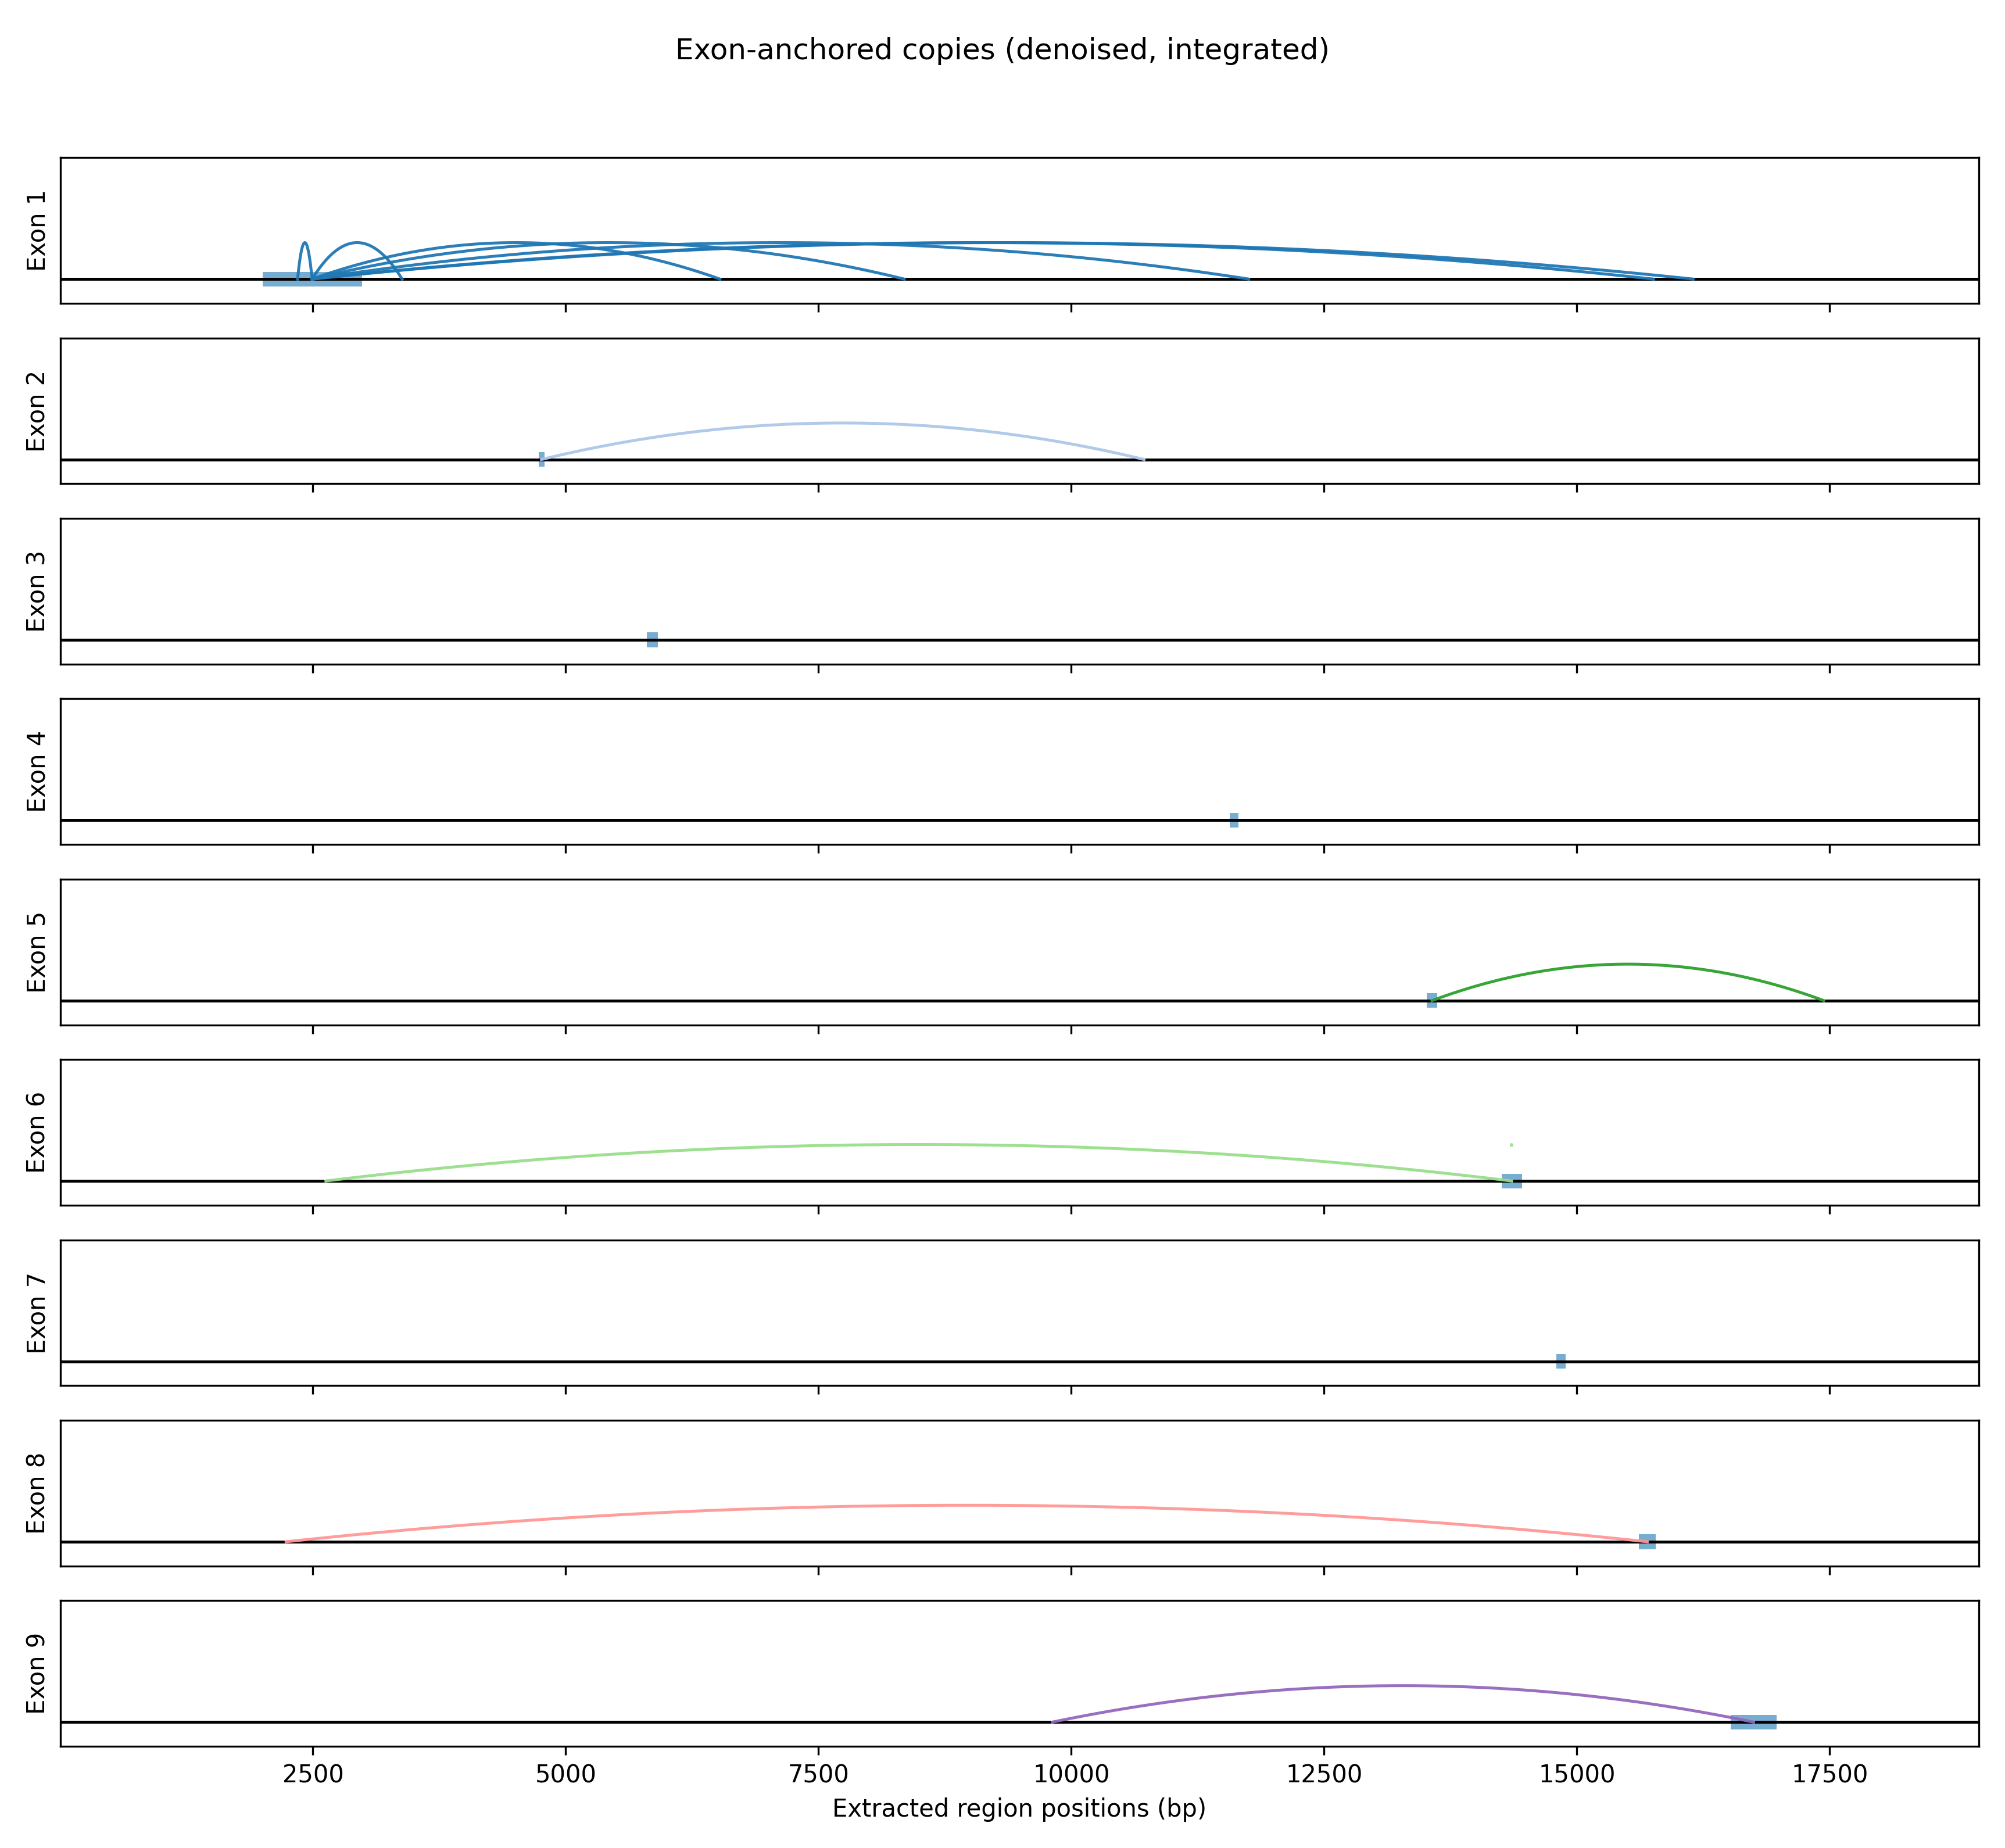 Exon-anchored copies (denoised, integrated)
Exon 1
Exon 2
Exon 3
Exon 4
Exon 5
Exon 6
Exon 7
Exon 8
Exon 9
2500 5000 7500 10000 12500 15000 17500
Extracted region positions (bp)